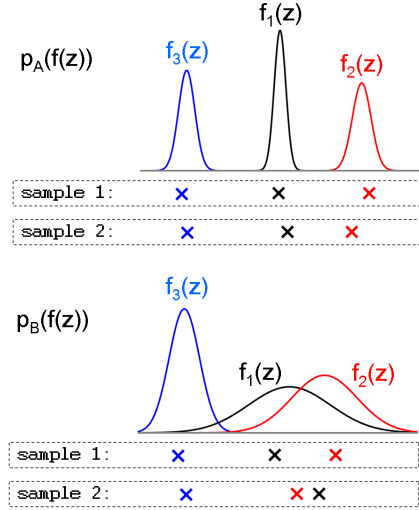 f₁(z)
f₃(z)
f₂(z)
p_A(f(z))
sample 1:
sample 2:
f₃(z)
p_B(f(z))
f₁(z) f₂(z)
sample 1:
sample 2: